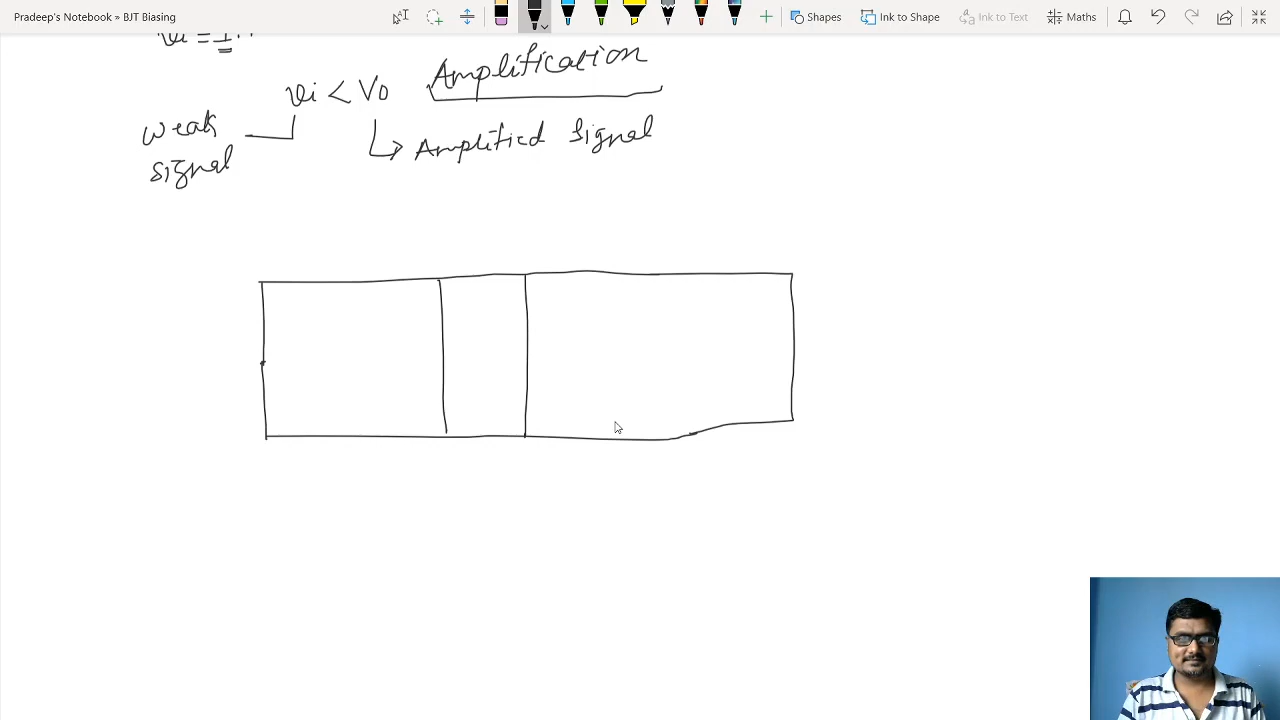 Pradeep's Notebook » BJT Biasing
Shapes
Ink to Shape
Ink to Text
Maths
Vi < Vo Amplification
weak signal
Amplified signal